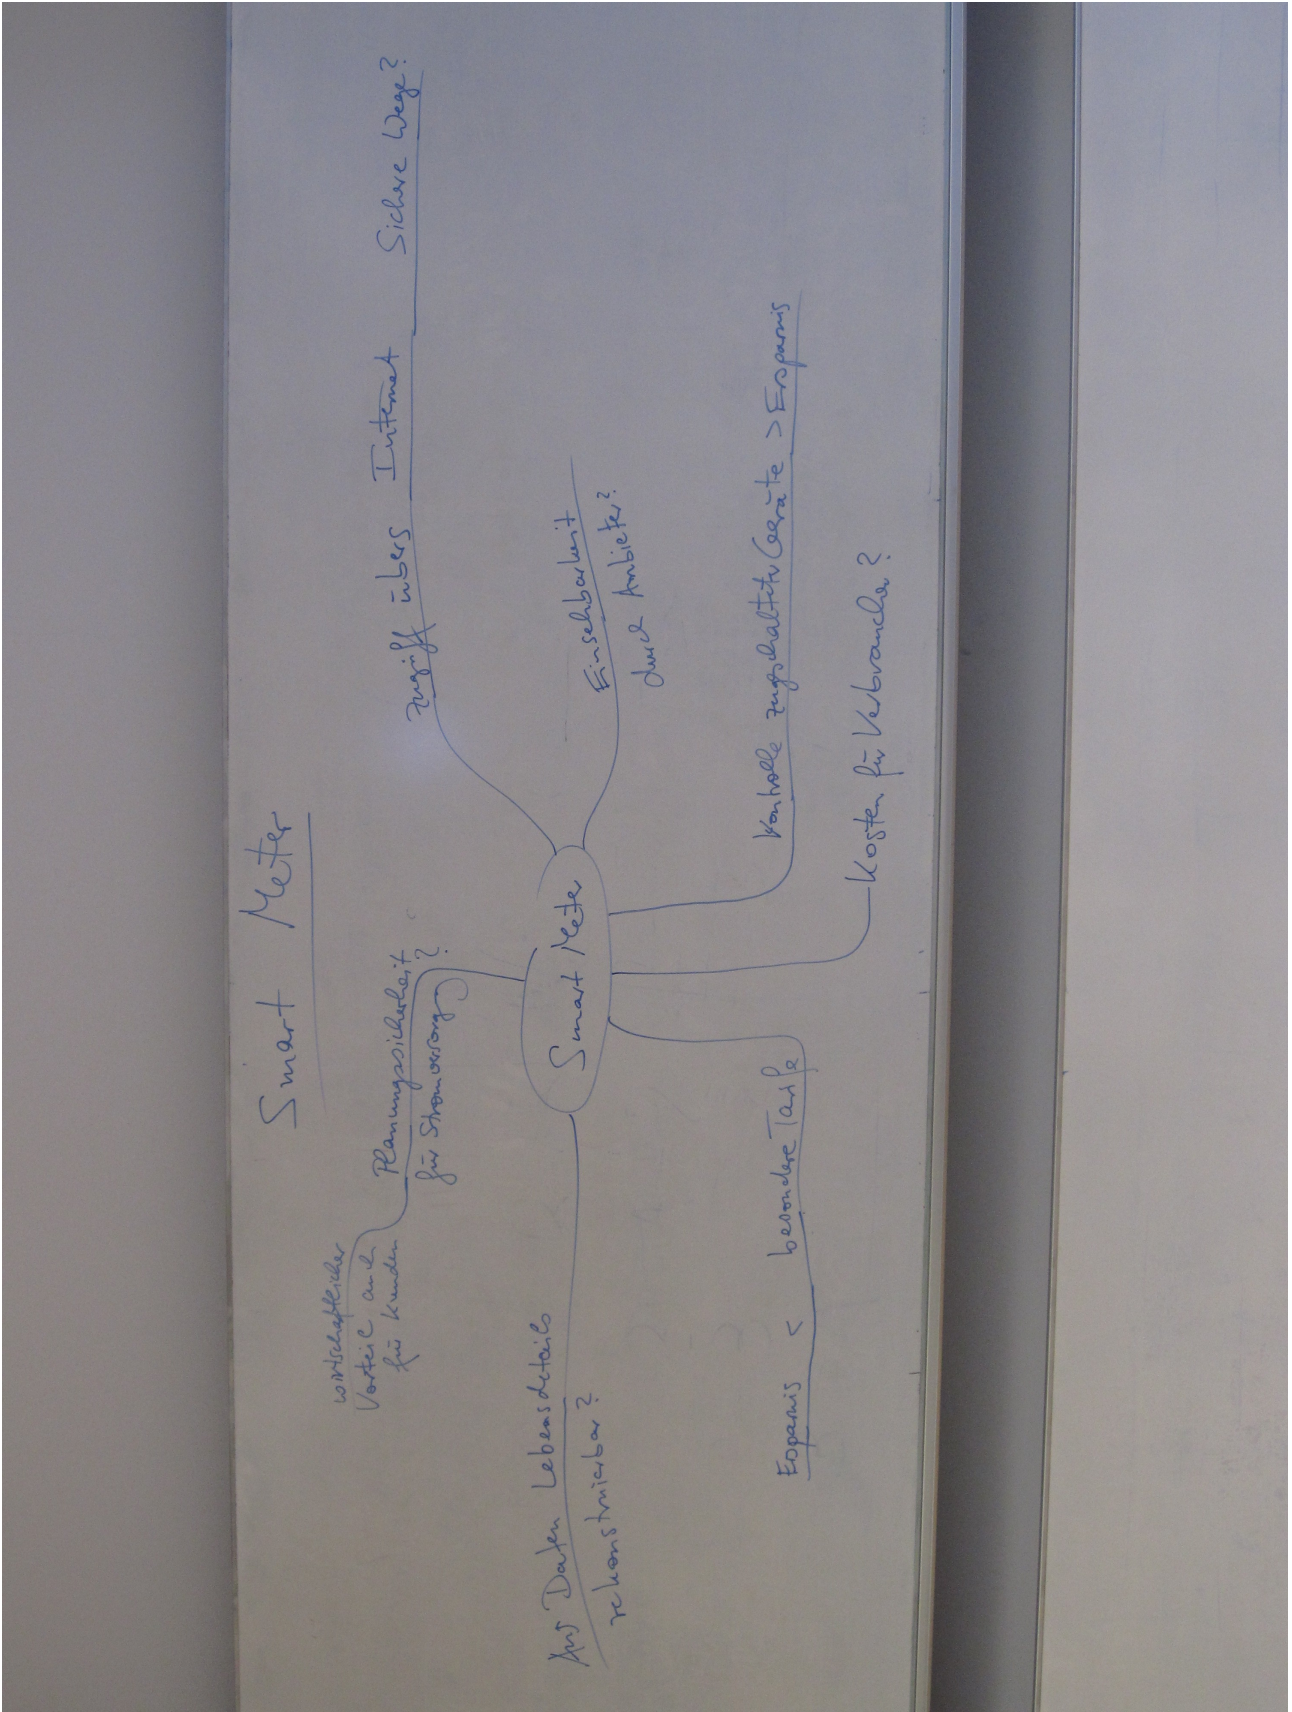 Smart Meter
wirtschaftlicher
Vorteil auch
für Kunden
Planungssicherheit
für Stromversorgung?
Zugriff übers Internet
Sichere Wege?
Smart Meter
Einsehbarkeit
durch Anbieter?
Aus Daten Lebensdetails
rekonstruierbar?
Ersparnis < besondere Tarife
Kontrolle zugeschalteter Geräte > Ersparnis
Kosten für Verbraucher?